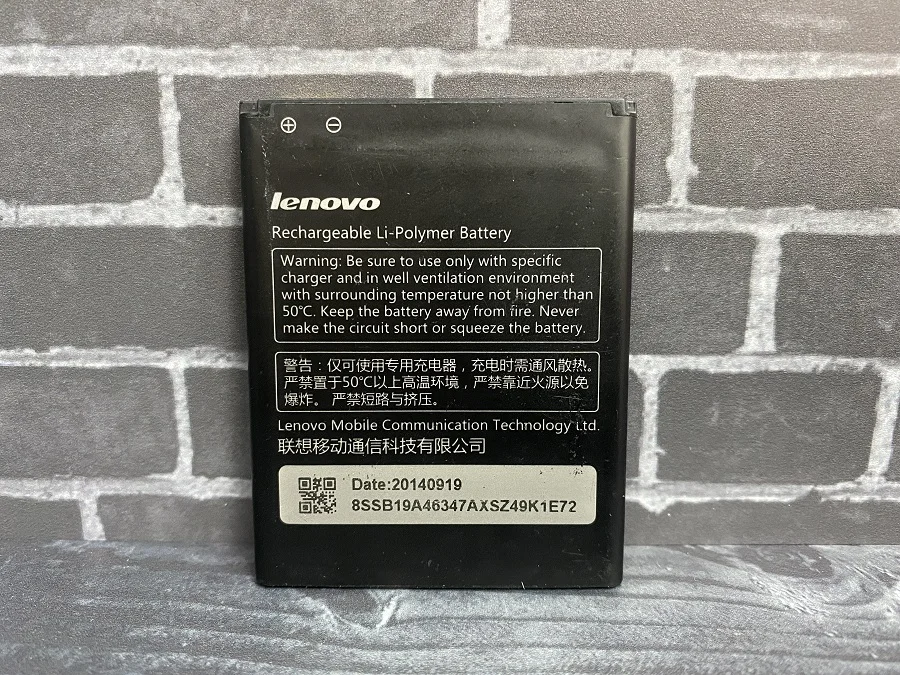 ⊕ ⊖
lenovo
Rechargeable Li-Polymer Battery
Warning: Be sure to use only with specific
charger and in well ventilation environment
with surrounding temperature not higher than
50℃. Keep the battery away from fire. Never
make the circuit short or squeeze the battery.
警告：仅可使用专用充电器，充电时需通风散热。
严禁置于50℃以上高温环境，严禁靠近火源以免
爆炸。 严禁短路与挤压。
Lenovo Mobile Communication Technology Ltd.
联想移动通信科技有限公司
Date:20140919
8SSB19A46347AXSZ49K1E72